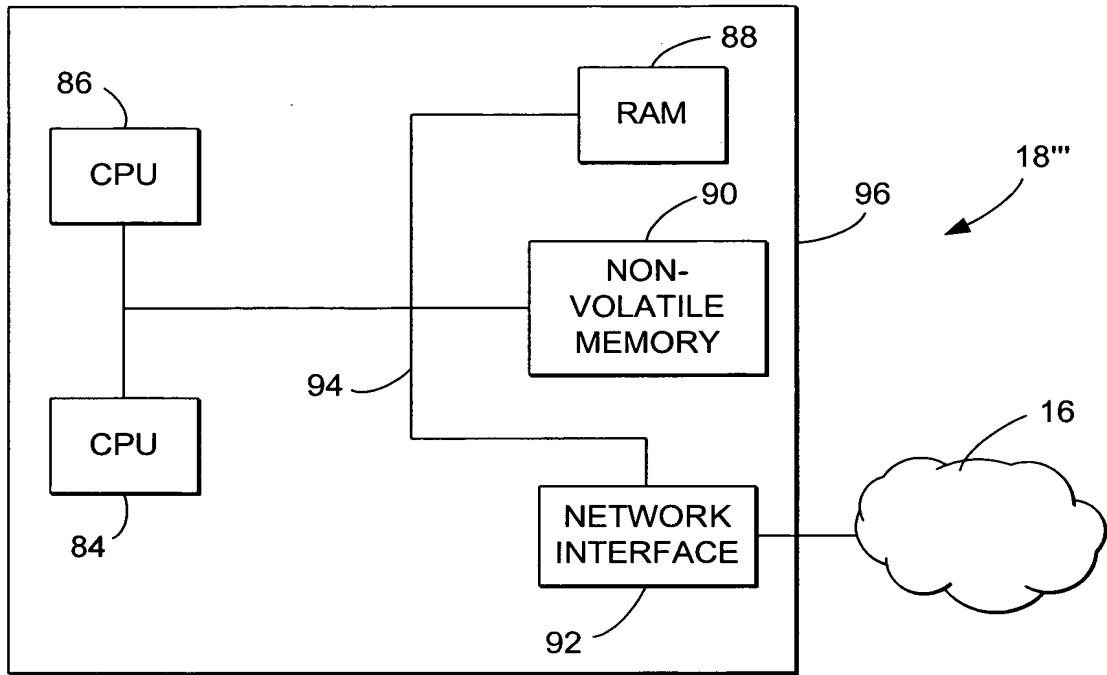 88
86
RAM
CPU
18'''
90
96
NON-
VOLATILE
MEMORY
94
CPU
16
NETWORK
INTERFACE
84
92